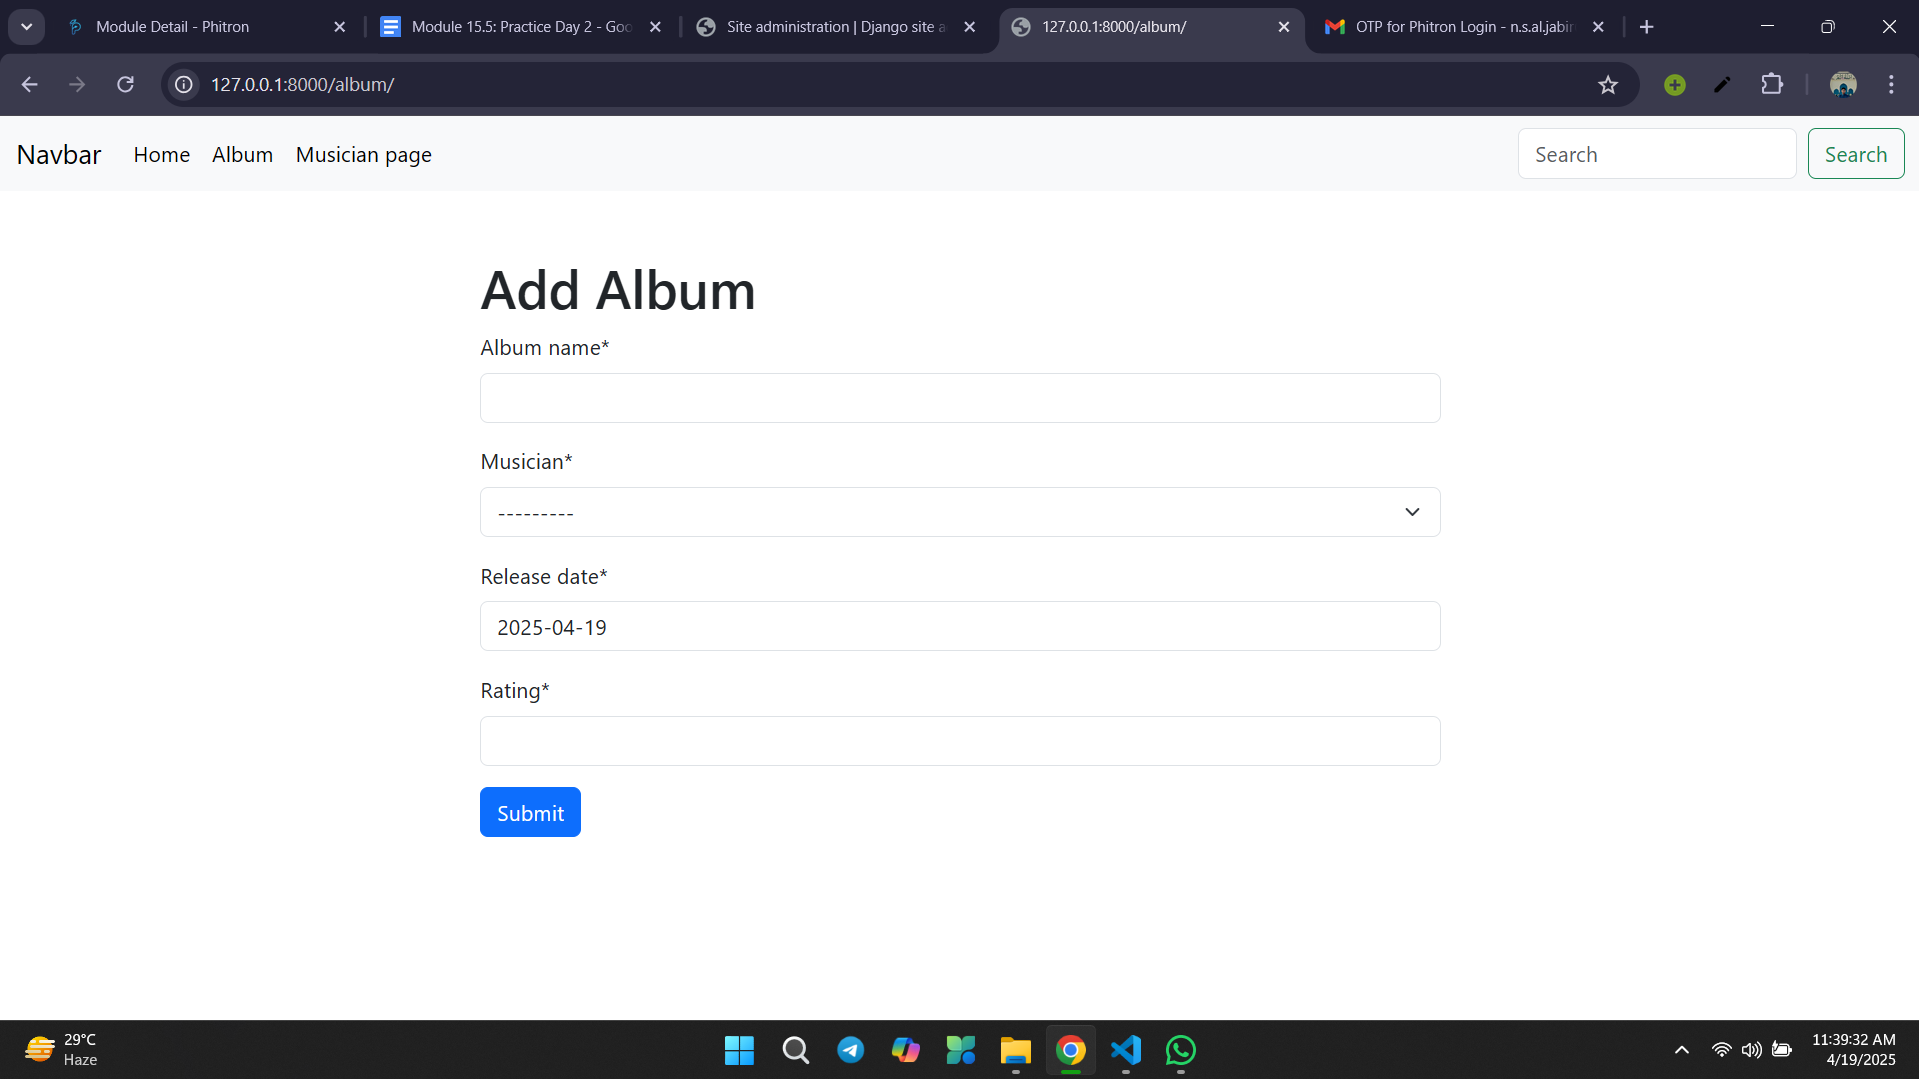 Module Detail - Phitron
Module 15.5: Practice Day 2 - Goo
Site administration | Django site a
127.0.0.1:8000/album/
OTP for Phitron Login - n.s.al.jabir
127.0.0.1:8000/album/
Navbar Home Album Musician page Search Search
Add Album
Album name*
Musician*
---------
Release date*
2025-04-19
Rating*
Submit
29°C
Haze
11:39:32 AM
4/19/2025